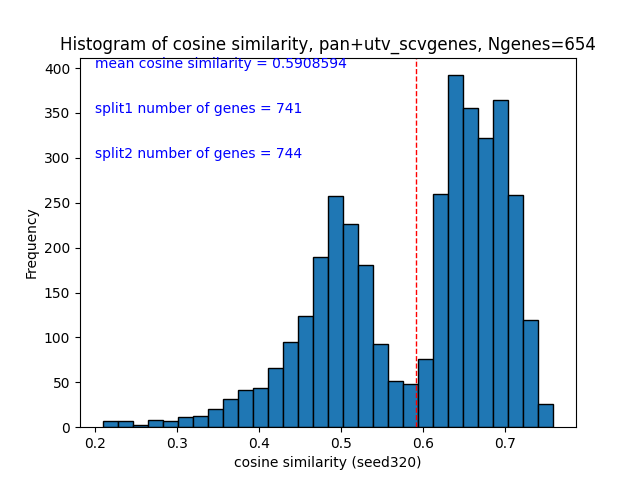 Histogram of cosine similarity, pan+utv_scvgenes, Ngenes=654
mean cosine similarity = 0.5908594
split1 number of genes = 741
split2 number of genes = 744
400
350
300
250
200
150
100
50
0
Frequency
0.2 0.3 0.4 0.5 0.6 0.7
cosine similarity (seed320)